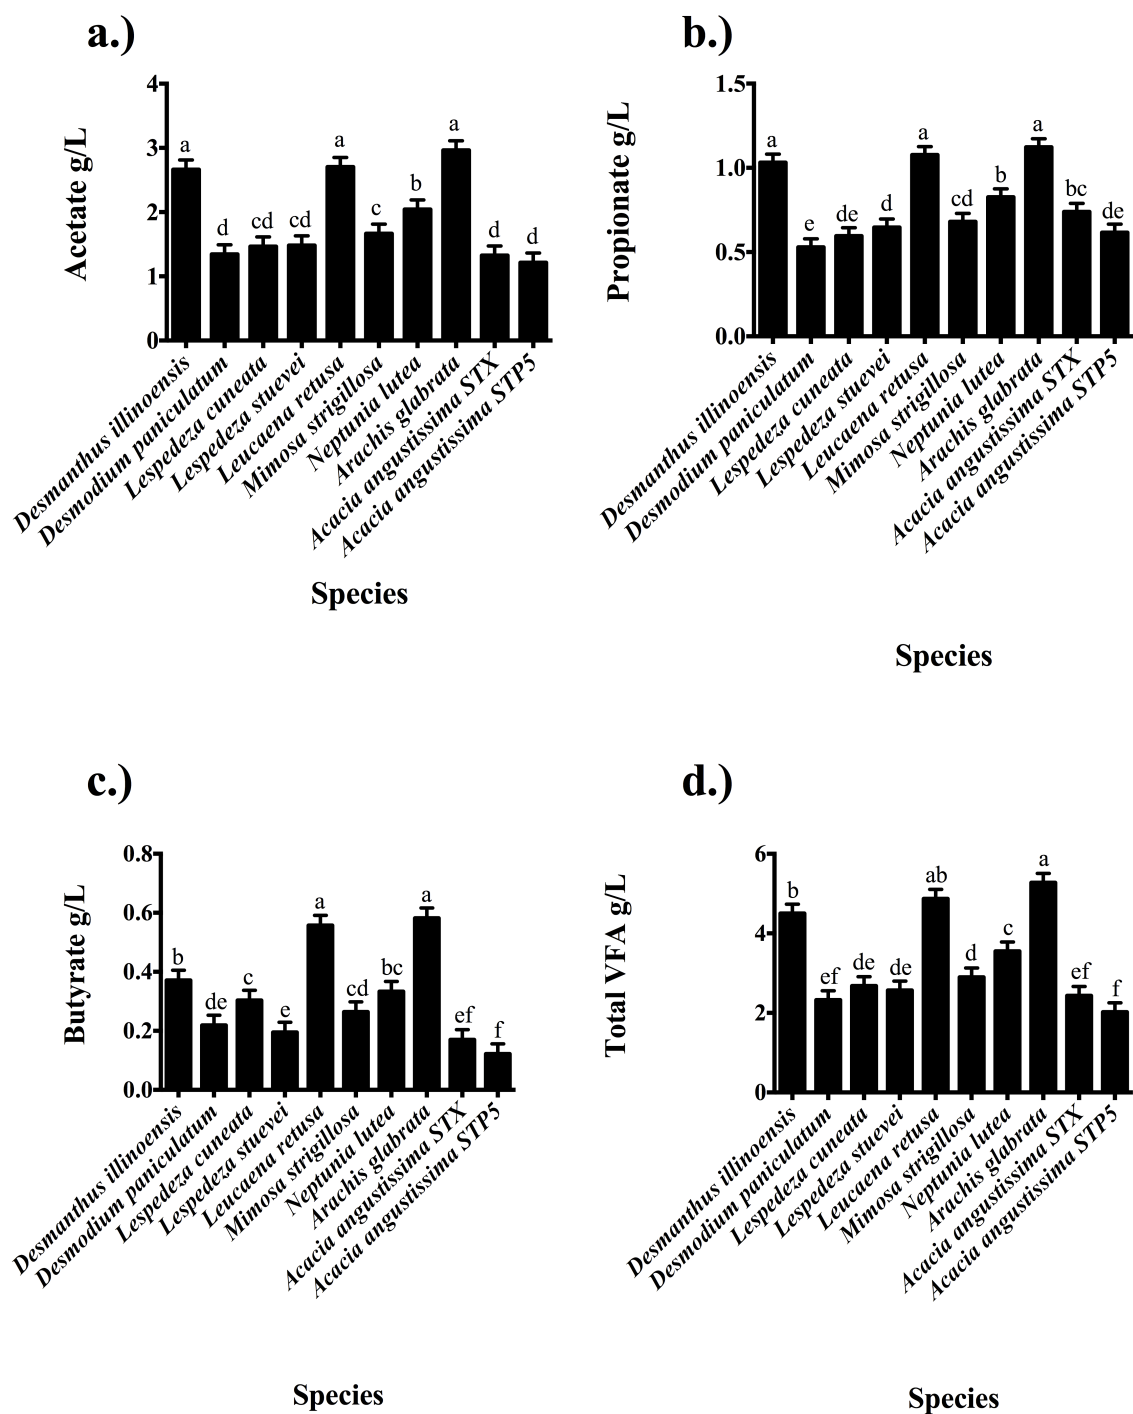 a.)
Acetate g/L
4
3
2
1
0
a
d
cd
cd
a
c
b
a
d
d
Desmanthus illinoensis
Desmodium paniculatum
Lespedeza cuneata
Lespedeza stuevei
Leucaena retusa
Mimosa strigillosa
Neptunia lutea
Arachis glabrata
Acacia angustissima STX
Acacia angustissima STP5
Species
b.)
Propionate g/L
1.5
1.0
0.5
0.0
a
e
de
d
a
cd
b
a
bc
de
Desmanthus illinoensis
Desmodium paniculatum
Lespedeza cuneata
Lespedeza stuevei
Leucaena retusa
Mimosa strigillosa
Neptunia lutea
Arachis glabrata
Acacia angustissima STX
Acacia angustissima STP5
Species
c.)
Butyrate g/L
0.8
0.6
0.4
0.2
0.0
b
de
c
e
a
cd
bc
a
ef
f
Desmanthus illinoensis
Desmodium paniculatum
Lespedeza cuneata
Lespedeza stuevei
Leucaena retusa
Mimosa strigillosa
Neptunia lutea
Arachis glabrata
Acacia angustissima STX
Acacia angustissima STP5
Species
d.)
Total VFA g/L
6
4
2
0
b
ef
de
de
ab
d
c
a
ef
f
Desmanthus illinoensis
Desmodium paniculatum
Lespedeza cuneata
Lespedeza stuevei
Leucaena retusa
Mimosa strigillosa
Neptunia lutea
Arachis glabrata
Acacia angustissima STX
Acacia angustissima STP5
Species